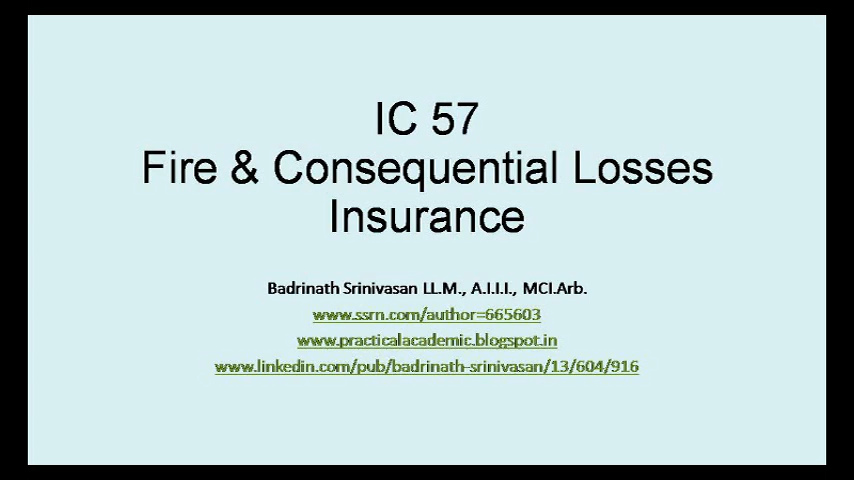 IC 57
Fire & Consequential Losses
Insurance
Badrinath Srinivasan LL.M., A.I.I.I., MCI.Arb.
www.ssrn.com/author=665603
www.practicalacademic.blogspot.in
www.linkedin.com/pub/badrinath-srinivasan/13/604/916